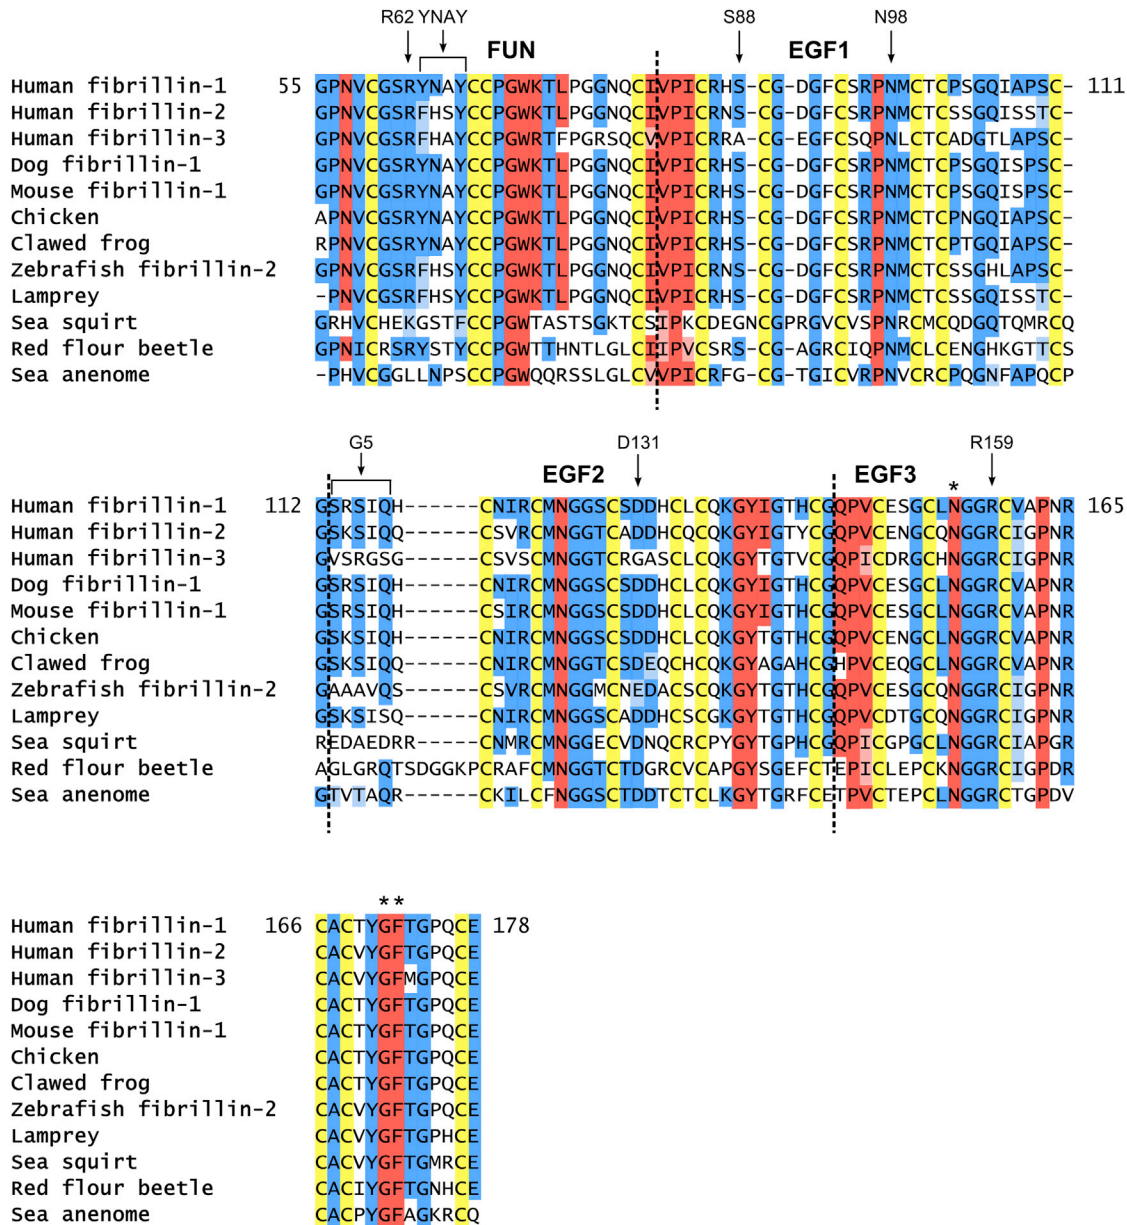 R62 YNAY S88 N98
FUN EGF1
Human fibrillin-1 55 GPNVCGSRYNAYCCPGWKTLPGGNQCIVPICRHS-CG-DGFCSRPNMCTCPSGQIAPSC- 111
Human fibrillin-2 GPNVCGSRFHSYCCPGWKTLPGGNQCIVPICRNS-CG-DGFCSRPNMCTCSSGQISSTC-
Human fibrillin-3 GPNVCGSRFHAYCCPGWRTFPGRSQCVVPICRRA-CG-EGFCSQPNLCTCADGTLAPSC-
Dog fibrillin-1 GPNVCGSRYNAYCCPGWKTLPGGNQCIVPICRHS-CG-DGFCSRPNMCTCPSGQISPSC-
Mouse fibrillin-1 GPNVCGSRYNAYCCPGWKTLPGGNQCIVPICRHS-CG-DGFCSRPNMCTCPSGQISPSC-
Chicken APNVCGSRYNAYCCPGWKTLPGGNQCIVPICRHS-CG-DGFCSRPNMCTCPNGQIAPSC-
Clawed frog RPNVCGSRYNAYCCPGWKTLPGGNQCIVPICRHS-CG-DGFCSRPNMCTCPTGQIAPSC-
Zebrafish fibrillin-2 GPNVCGSRFHSYCCPGWKTLPGGNQCIVPICRNS-CG-DGFCSRPNMCTCSSGHLAPSC-
Lamprey -PNVCGSRFHSYCCPGWKTLPGGNQCIVPICRHS-CG-DGFCSRPNMCTCSSGQISSTC-
Sea squirt GRHVCHEKGSTFCCPGWTASTSGKTCSIPKCDEGNCGPRGVCVSPNRCMCQDGQTQMRCQ
Red flour beetle GPNICRSRYSTYCCPGWTTHNTLGLCIIPVCSRS-CG-AGRCIQPNMCLCENGHKGTTCS
Sea anenome -PHVCGGLLNPSCCPGWQQRSSLGLCVVPICRFG-CG-TGICVRPNVCRCPQGNFAPQCP
G5 D131 R159
EGF2 EGF3
*
Human fibrillin-1 112 GSRSIQH------CNIRCMNGGSCSDDHCLCQKGYIGTHCGQPVCESGCLNGGRCVAPNR 165
Human fibrillin-2 GSKSIQQ------CSVRCMNGGTCADDHCQCQKGYIGTYCGQPVCENGCQNGGRCIGPNR
Human fibrillin-3 GVSRGSG------CSVSCMNGGTCRGASCLCQKGYTGTVCGQPICDRGCHNGGRCIGPNR
Dog fibrillin-1 GSRSIQH------CNIRCMNGGSCSDDHCLCQKGYIGTHCGQPVCESGCLNGGRCVAPNR
Mouse fibrillin-1 GSRSIQH------CSIRCMNGGSCSDDHCLCQKGYIGTHCGQPVCESGCLNGGRCVAPNR
Chicken GSKSIQH------CNIRCMNGGSCSDDHCLCQKGYTGTHCGQPVCENGCLNGGRCVAPNR
Clawed frog GSKSIQQ------CNIRCMNGGTCSDEQCHCQKGYAGAHCGHPVCEQGCLNGGRCVAPNR
Zebrafish fibrillin-2 GAAAVQS------CSVRCMNGGMCNEDACSCQKGYTGTHCGQPVCESGCQNGGRCIGPNR
Lamprey GSKSISQ------CNIRCMNGGSCADDHCSCGKGYTGTHCGQPVCDTGCQNGGRCIGPNR
Sea squirt REDAEDRR-----CNMRCMNGGECVDNQCRCPYGYTGPHCGQPICGPGCLNGGRCIAPGR
Red flour beetle AGLGRQTSDGGKPCRAFCMNGGTCTDGRCVCAPGYSGEFCTEPICLEPCKNGGRCIGPDR
Sea anenome GTVTAQR------CKILCFNGGSCTDDTCTCLKGYTGRFCETPVCTEPCLNGGRCTGPDV
**
Human fibrillin-1 166 CACTYGFTGPQCE 178
Human fibrillin-2 CACVYGFTGPQCE
Human fibrillin-3 CACVYGFMGPQCE
Dog fibrillin-1 CACTYGFTGPQCE
Mouse fibrillin-1 CACTYGFTGPQCE
Chicken CACTYGFTGPQCE
Clawed frog CACTYGFTGPQCE
Zebrafish fibrillin-2 CACVYGFTGPQCE
Lamprey CACVYGFTGPHCE
Sea squirt CACVYGFTGMRCE
Red flour beetle CACIYGFTGNHCE
Sea anenome CACPYGFAGKRCQ